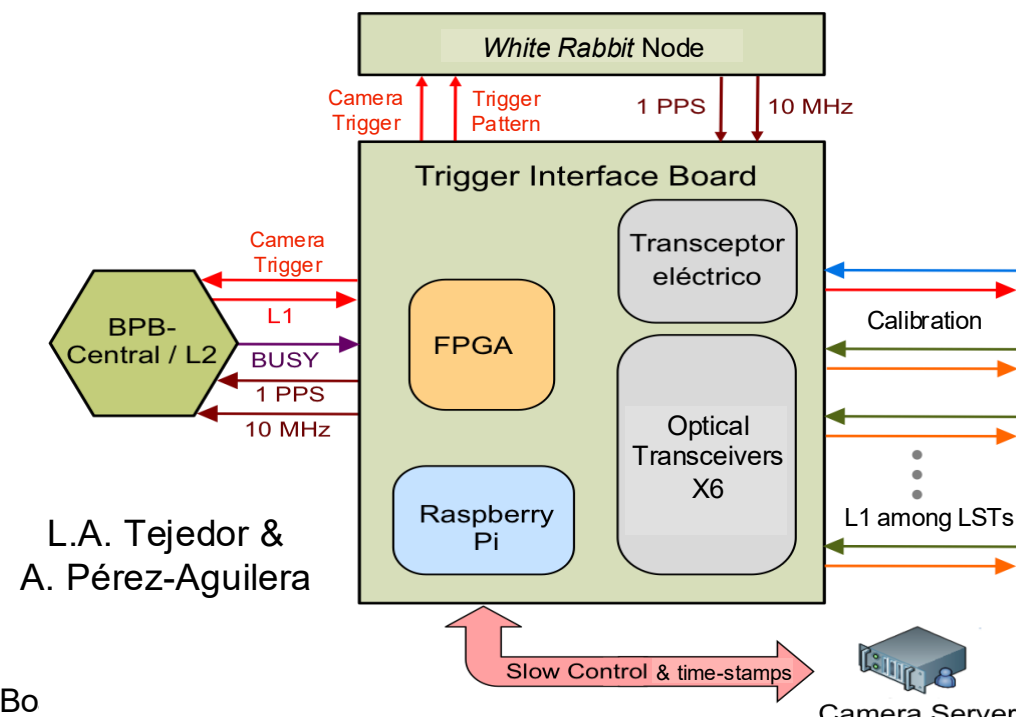 White Rabbit Node
Camera
Trigger
Trigger
Pattern
1 PPS
10 MHz
Trigger Interface Board
Transceptor
eléctrico
Camera
Trigger
L1
BPB-
Central / L2
BUSY
1 PPS
10 MHz
FPGA
Calibration
Optical
Transceivers
X6
Raspberry
Pi
L1 among LSTs
L.A. Tejedor &
A. Pérez-Aguilera
Slow Control & time-stamps
Camera Server
Bo